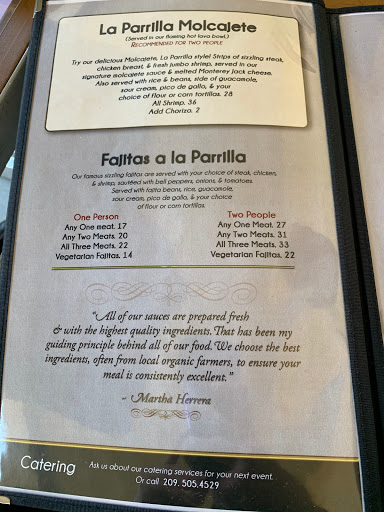 La Parrilla Molcajete
(Served in our flaming hot lava bowl.)
Recommended for two people
Try our delicious Molcajete, La Parrilla style! Strips of sizzling steak,
chicken breast, & fresh jumbo shrimp, served in our
signature molcajete sauce & melted Monterey Jack cheese.
Also served with rice & beans, side of guacamole,
sour cream, pico de gallo, & your
choice of flour or corn tortillas. 28
All Shrimp. 36
Add Chorizo. 2
Fajitas a la Parrilla
Our famous sizzling fajitas are served with your choice of steak, chicken,
& shrimp, sautéed with bell peppers, onions, & tomatoes.
Served with fajita beans, rice, guacamole,
sour cream, pico de gallo, & your choice
of flour or corn tortillas.
One Person
Any One meat. 17
Any Two Meats. 20
All Three Meats. 22
Vegetarian Fajitas. 14
Two People
Any One Meat. 27
Any Two Meats. 31
All Three Meats. 33
Vegetarian Fajitas. 22
"All of our sauces are prepared fresh
& with the highest quality ingredients. That has been my
guiding principle behind all of our food. We choose the best
ingredients, often from local organic farmers, to ensure your
meal is consistently excellent."
~ Martha Herrera
Catering Ask us about our catering services for your next event.
Or call 209.505.4529